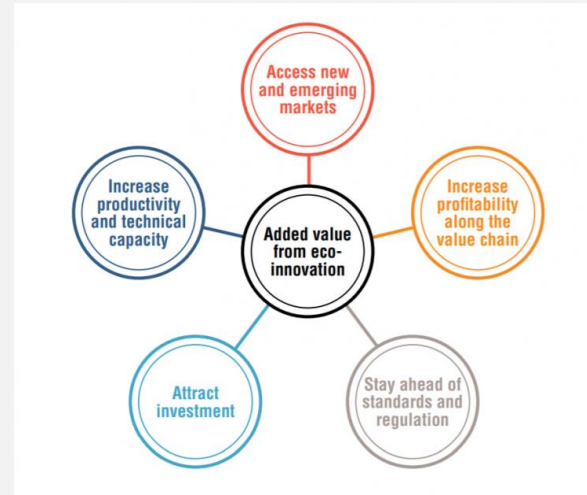 Access new
and emerging
markets
Increase
productivity
and technical
capacity
Increase
profitability
along the
value chain
Added value
from eco-
innovation
Attract
investment
Stay ahead of
standards and
regulation